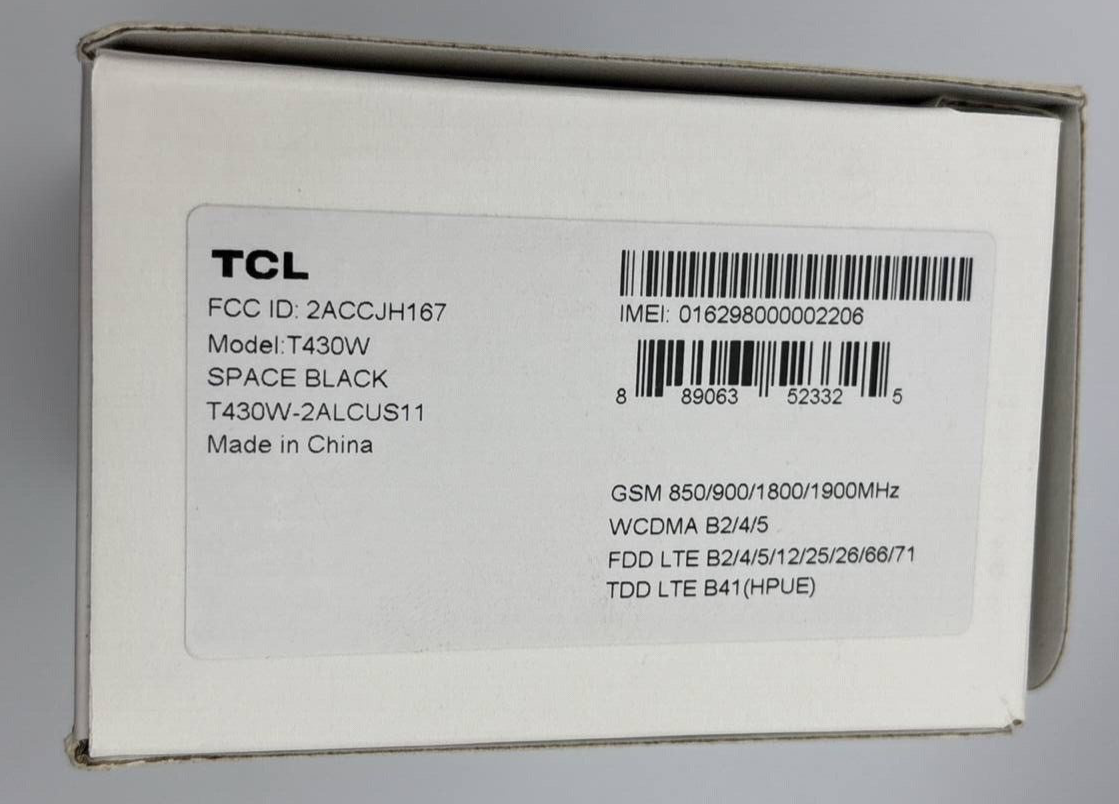 TCL
FCC ID: 2ACCJH167
Model:T430W
SPACE BLACK
T430W-2ALCUS11
Made in China
IMEI: 016298000002206
8 89063 52332 5
GSM 850/900/1800/1900MHz
WCDMA B2/4/5
FDD LTE B2/4/5/12/25/26/66/71
TDD LTE B41(HPUE)